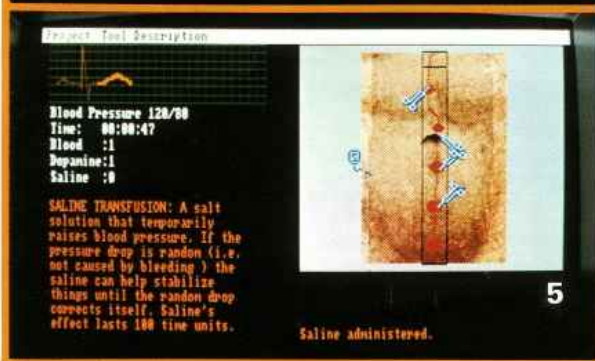 Project Tool Description
Blood Pressure 120/80
Time: 00:00:47
Blood :1
Dopamine:1
Saline :0
SALINE TRANSFUSION: A salt
solution that temporarily
raises blood pressure. If the
pressure drop is random (i.e.
not caused by bleeding ) the
saline can help stabilize
things until the random drop
corrects itself. Saline's
effect lasts 100 time units.
Saline administered.
5